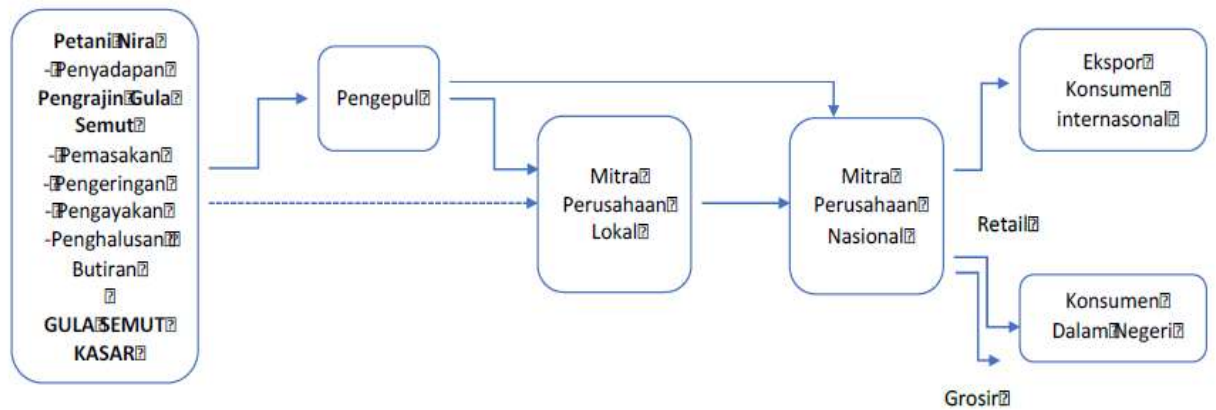 Petani Nira
- Penyadapan
Pengrajin Gula
Semut
- Pemasakan
- Pengeringan
- Pengayakan
-Penghalusan
Butiran
GULA SEMUT
KASAR
Pengepul
Mitra
Perusahaan
Lokal
Mitra
Perusahaan
Nasional
Ekspor
Konsumen
internasonal
Retail
Konsumen
Dalam Negeri
Grosir